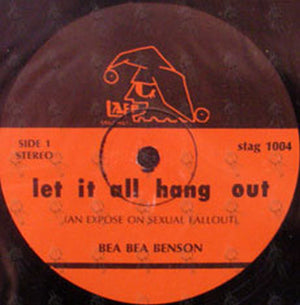 LAFF
SIDE 1
STEREO
stag 1004
let it all hang out
(AN EXPOSE ON SEXUAL FALLOUT)
BEA BEA BENSON